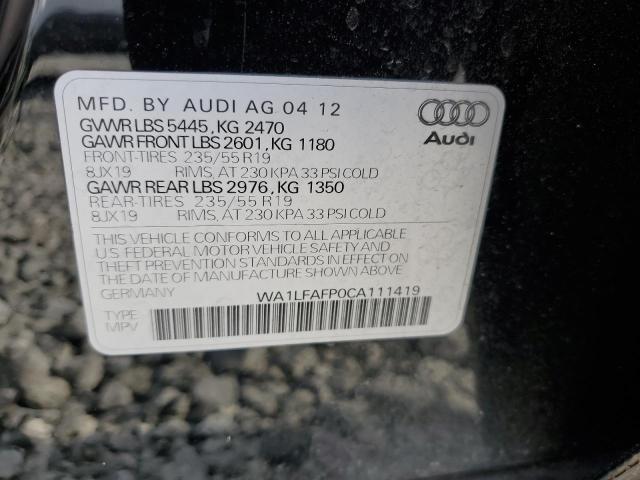 MFD. BY AUDI AG 04 12
GVWR LBS 5445, KG 2470
GAWR FRONT LBS 2601, KG 1180
FRONT-TIRES 235/55 R19
8JX19 RIMS, AT 230 KPA 33 PSI COLD
GAWR REAR LBS 2976, KG 1350
REAR-TIRES 235/55 R19
8JX19 RIMS, AT 230 KPA 33 PSI COLD
Audi
THIS VEHICLE CONFORMS TO ALL APPLICABLE
U.S FEDERAL MOTOR VEHICLE SAFETY AND
THEFT PREVENTION STANDARDS IN EFFECT ON
THE DATE OF MANUFACTURE SHOWN ABOVE
GERMANY WA1LFAFP0CA111419
TYPE
MPV